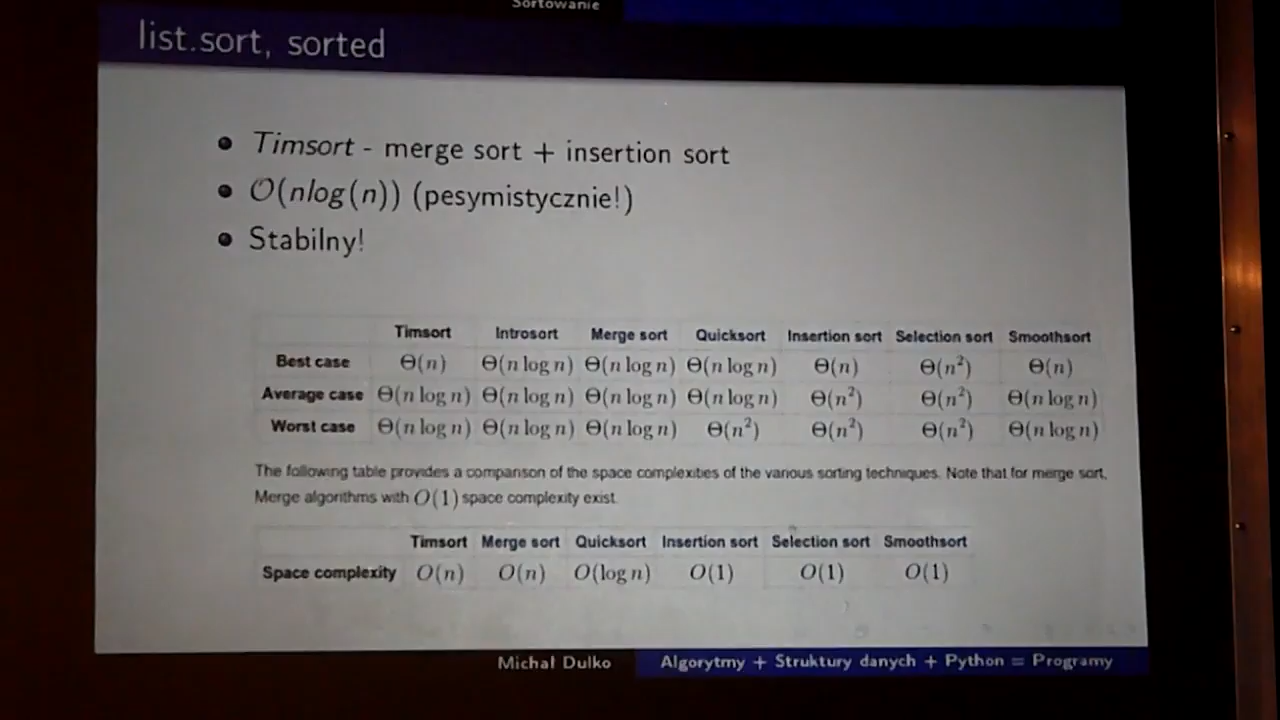 Sortowanie
list.sort, sorted
Timsort - merge sort + insertion sort
O(nlog(n)) (pesymistycznie!)
Stabilny!
Timsort Introsort Merge sort Quicksort Insertion sort Selection sort Smoothsort
Best case Θ(n) Θ(n log n) Θ(n log n) Θ(n log n) Θ(n) Θ(n²) Θ(n)
Average case Θ(n log n) Θ(n log n) Θ(n log n) Θ(n log n) Θ(n²) Θ(n²) Θ(n log n)
Worst case Θ(n log n) Θ(n log n) Θ(n log n) Θ(n²) Θ(n²) Θ(n²) Θ(n log n)
The following table provides a comparison of the space complexities of the various sorting techniques. Note that for merge sort,
Merge algorithms with O(1) space complexity exist.
Timsort Merge sort Quicksort Insertion sort Selection sort Smoothsort
Space complexity O(n) O(n) O(log n) O(1) O(1) O(1)
Michał Dulko Algorytmy + Struktury danych + Python = Programy